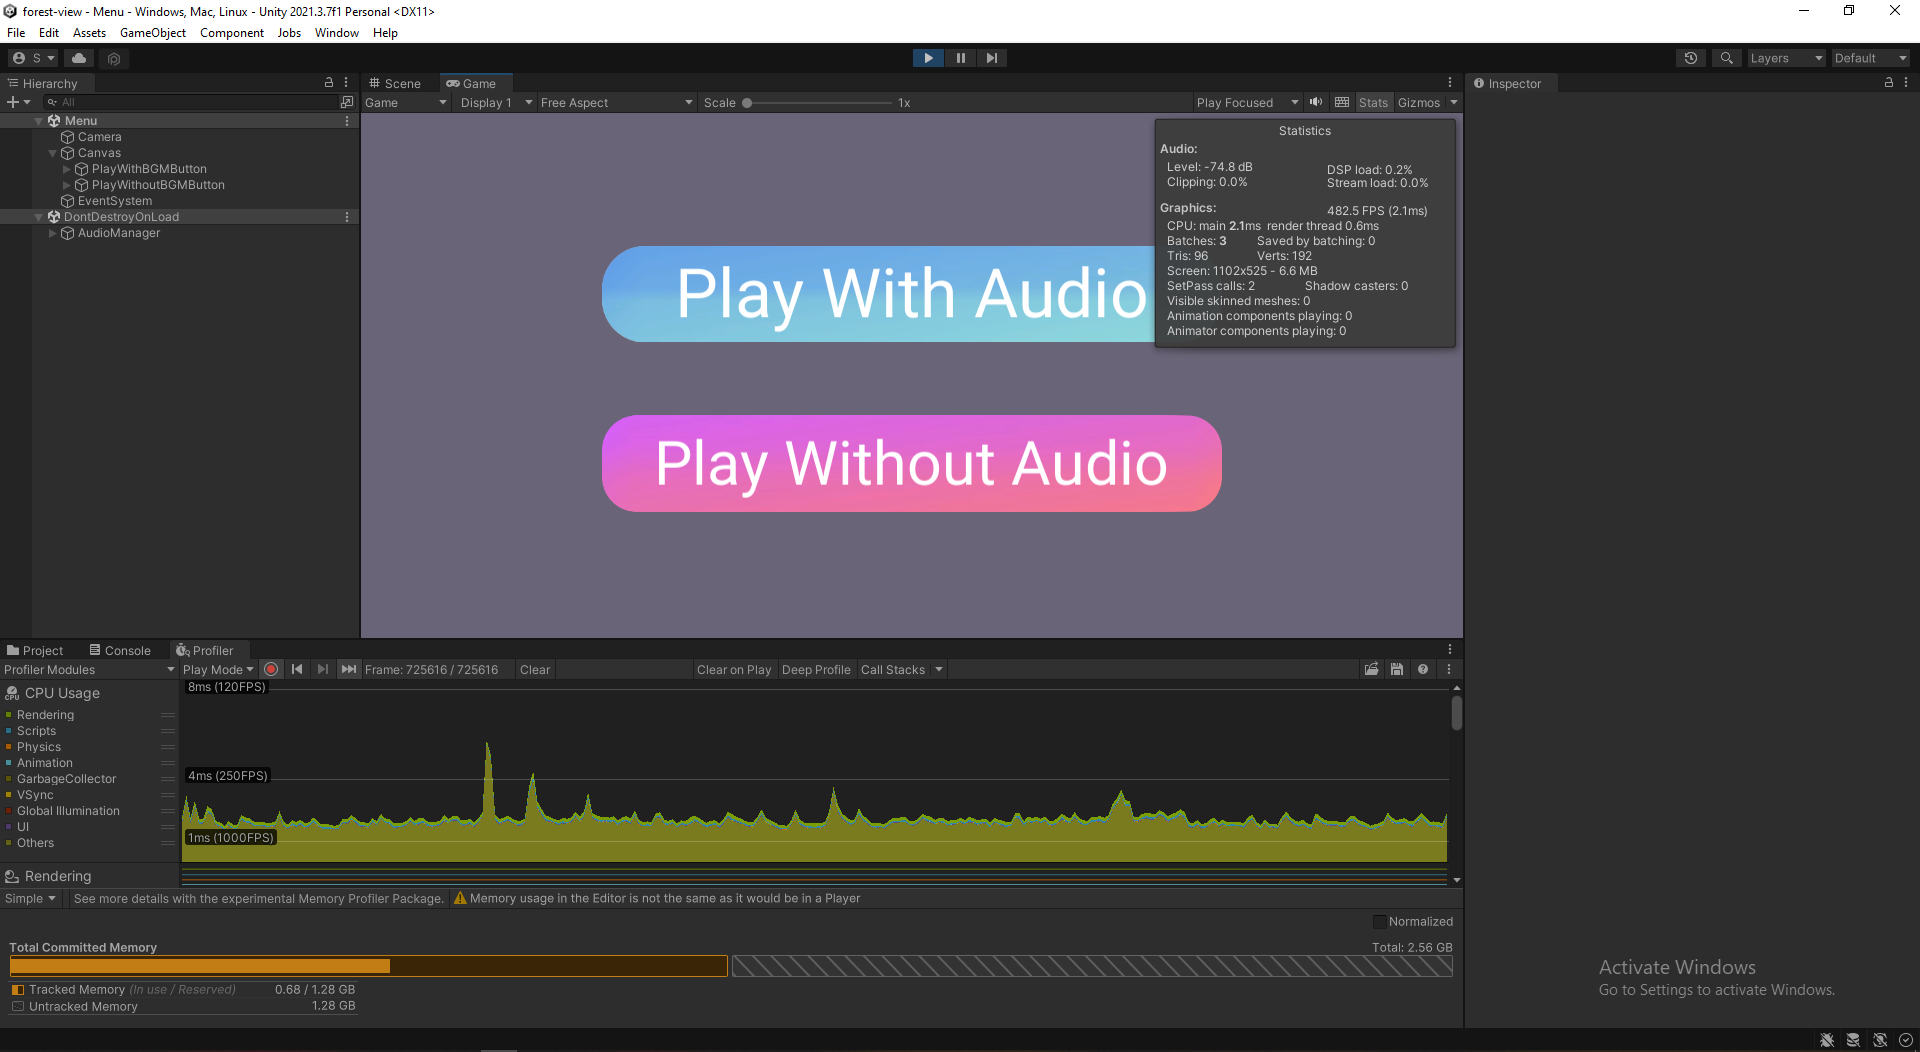 forest-view - Menu - Windows, Mac, Linux - Unity 2021.3.7f1 Personal <DX11>
File Edit Assets GameObject Component Jobs Window Help
S Layers Default
Hierarchy
All
Menu
Camera
Canvas
PlayWithBGMButton
PlayWithoutBGMButton
EventSystem
DontDestroyOnLoad
AudioManager
Scene Game
Game Display 1 Free Aspect Scale 1x Play Focused Stats Gizmos
Play With Audio
Play Without Audio
Statistics
Audio:
Level: -74.8 dB DSP load: 0.2%
Clipping: 0.0% Stream load: 0.0%
Graphics: 482.5 FPS (2.1ms)
CPU: main 2.1ms render thread 0.6ms
Batches: 3 Saved by batching: 0
Tris: 96 Verts: 192
Screen: 1102x525 - 6.6 MB
SetPass calls: 2 Shadow casters: 0
Visible skinned meshes: 0
Animation components playing: 0
Animator components playing: 0
Inspector
Project Console Profiler
Profiler Modules Play Mode Frame: 725616 / 725616 Clear Clear on Play Deep Profile Call Stacks
CPU Usage
Rendering
Scripts
Physics
Animation
GarbageCollector
VSync
Global Illumination
UI
Others
Rendering
8ms (120FPS)
4ms (250FPS)
1ms (1000FPS)
Simple See more details with the experimental Memory Profiler Package. Memory usage in the Editor is not the same as it would be in a Player
Normalized
Total Committed Memory Total: 2.56 GB
Tracked Memory (In use / Reserved) 0.68 / 1.28 GB
Untracked Memory 1.28 GB
Activate Windows
Go to Settings to activate Windows.